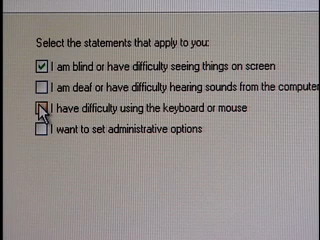 Select the statements that apply to you:
I am blind or have difficulty seeing things on screen
I am deaf or have difficulty hearing sounds from the computer
I have difficulty using the keyboard or mouse
I want to set administrative options